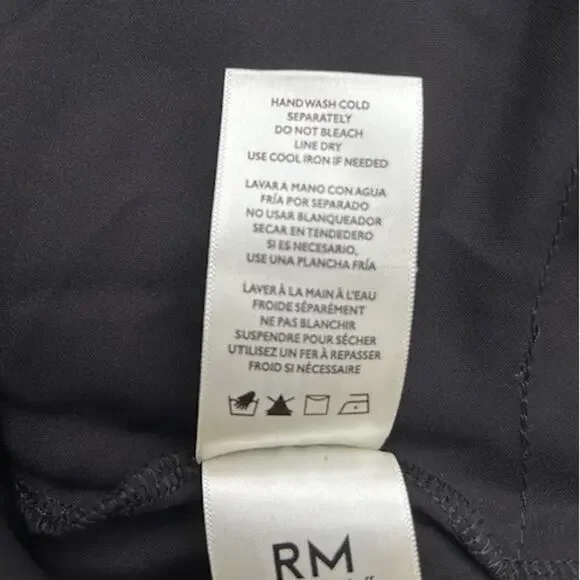 HAND WASH COLD
SEPARATELY
DO NOT BLEACH
LINE DRY
USE COOL IRON IF NEEDED
LAVAR A MANO CON AGUA
FRÍA POR SEPARADO
NO USAR BLANQUEADOR
SECAR EN TENDEDERO
SI ES NECESARIO,
USE UNA PLANCHA FRÍA
LAVER À LA MAIN À L'EAU
FROIDE SÉPARÉMENT
NE PAS BLANCHIR
SUSPENDRE POUR SÉCHER
UTILISEZ UN FER À REPASSER
FROID SI NÉCESSAIRE
RM